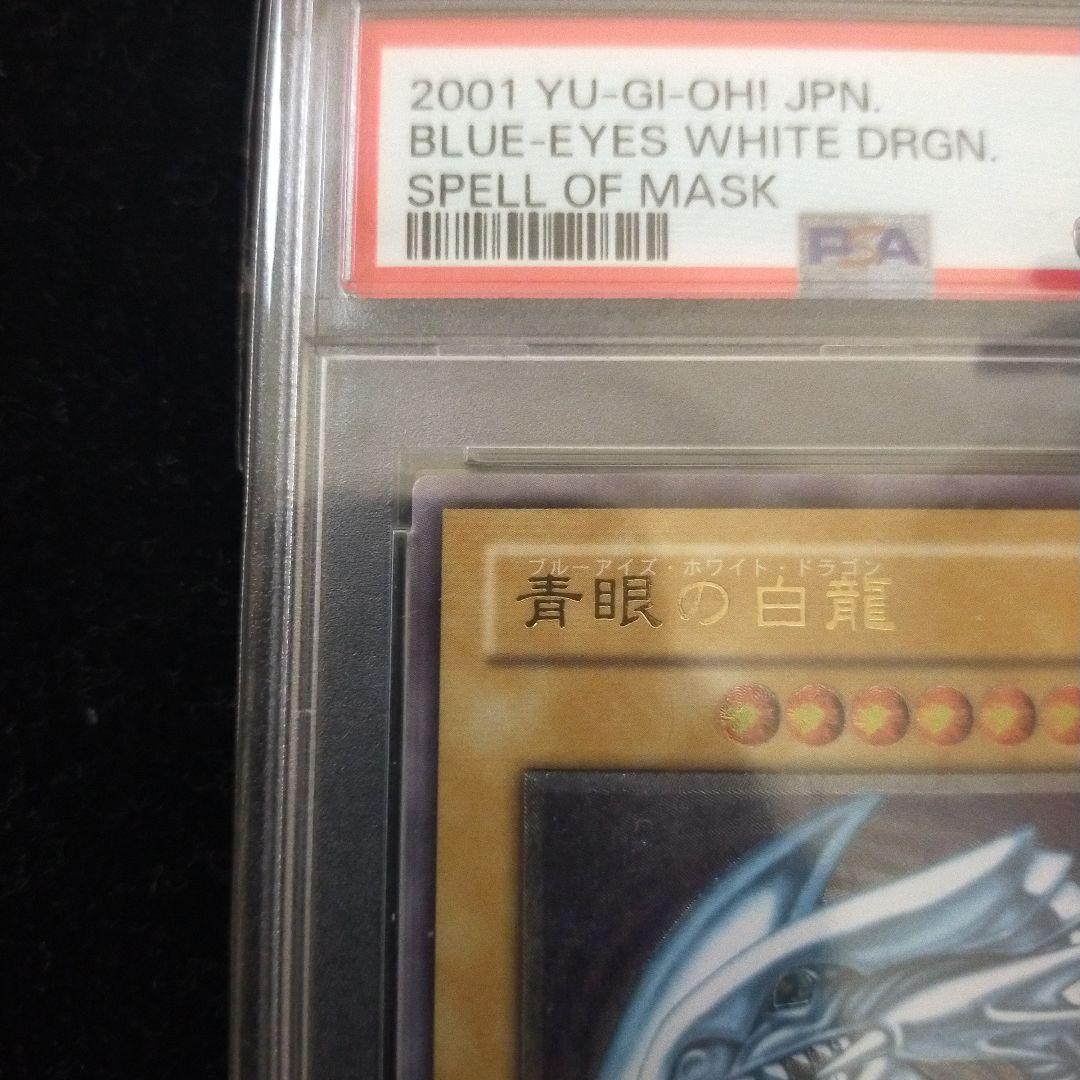 2001 YU-GI-OH! JPN.
BLUE-EYES WHITE DRGN.
SPELL OF MASK
PSA
ブルーアイズ・ホワイト・ドラゴン
青眼の白龍